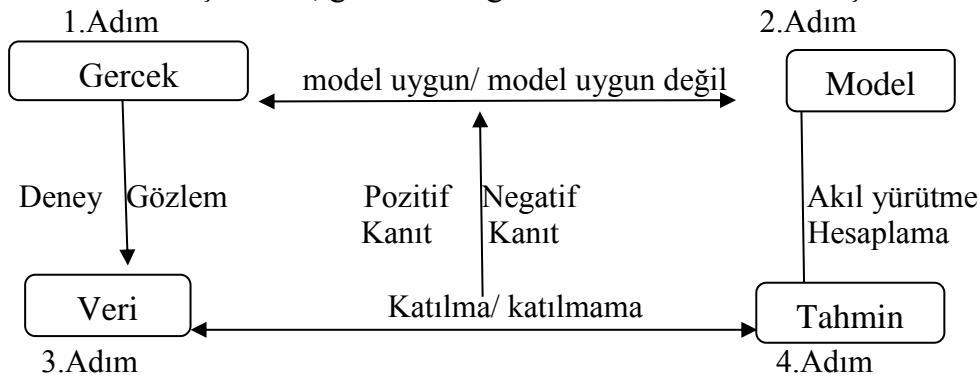 1.Adım 2.Adım
Gercek model uygun/ model uygun değil Model
Deney Gözlem Pozitif Negatif Akıl yürütme
Kanıt Kanıt Hesaplama
Veri Katılma/ katılmama Tahmin
3.Adım 4.Adım